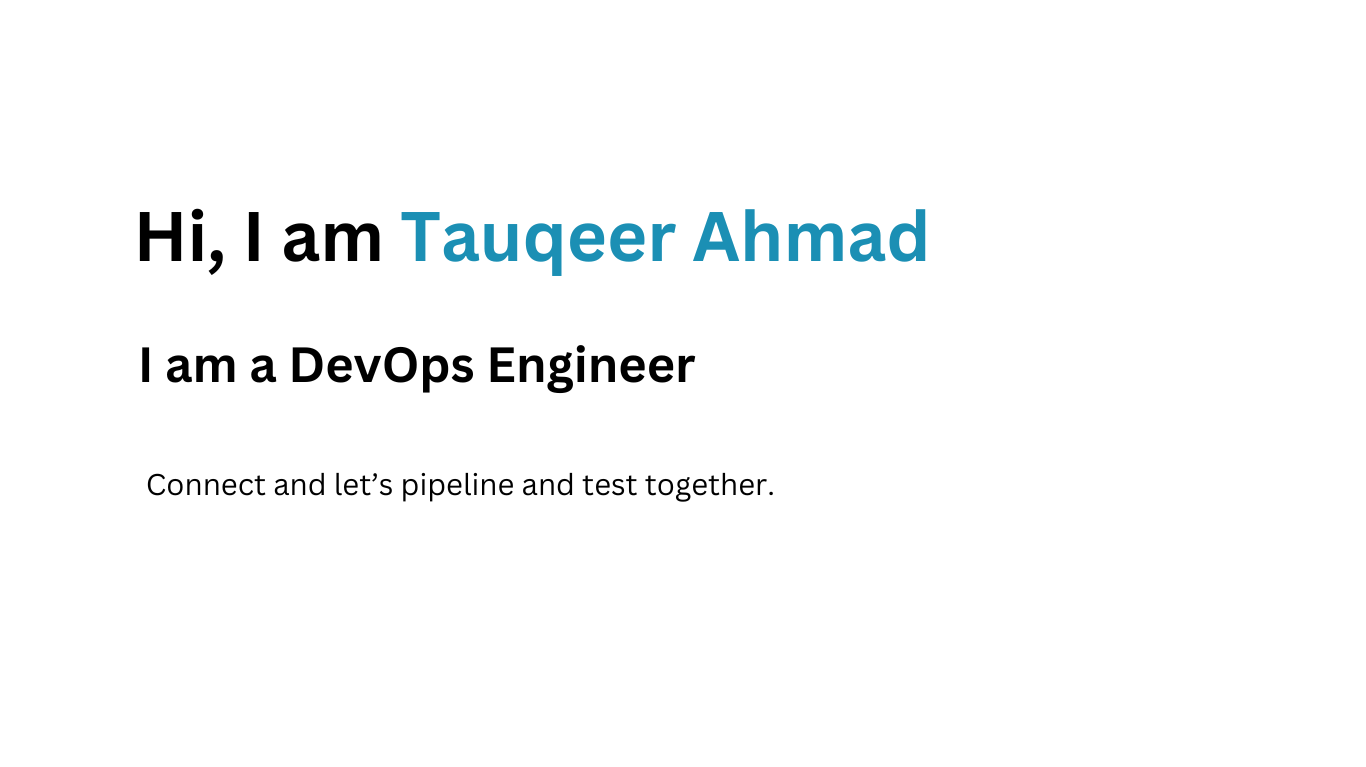 Hi, I am Tauqeer Ahmad
I am a DevOps Engineer
Connect and let’s pipeline and test together.